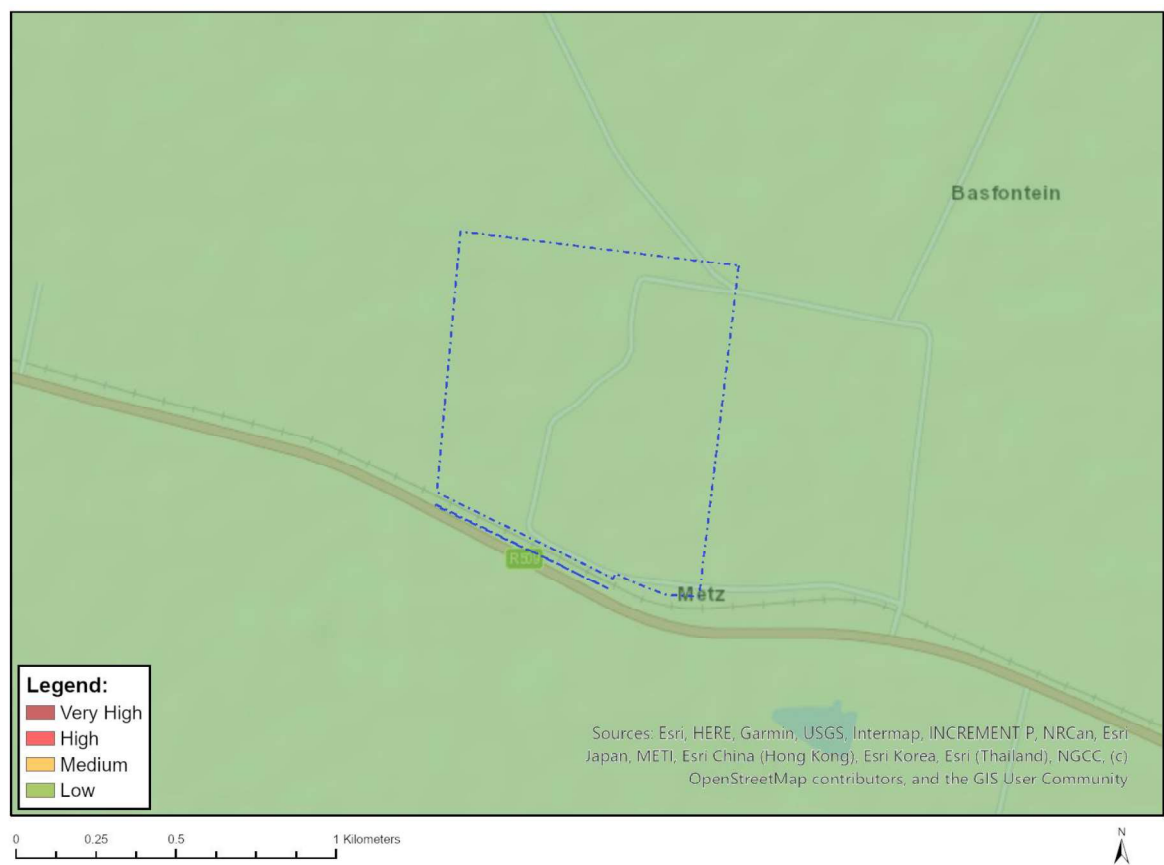 Basfontein
Metz
Legend:
Very High
High
Medium
Low
Sources: Esri, HERE, Garmin, USGS, Intermap, INCREMENT P, NRCan, Esri
Japan, METI, Esri China (Hong Kong), Esri Korea, Esri (Thailand), NGCC, (c)
OpenStreetMap contributors, and the GIS User Community
0 0.25 0.5 1 Kilometers
N